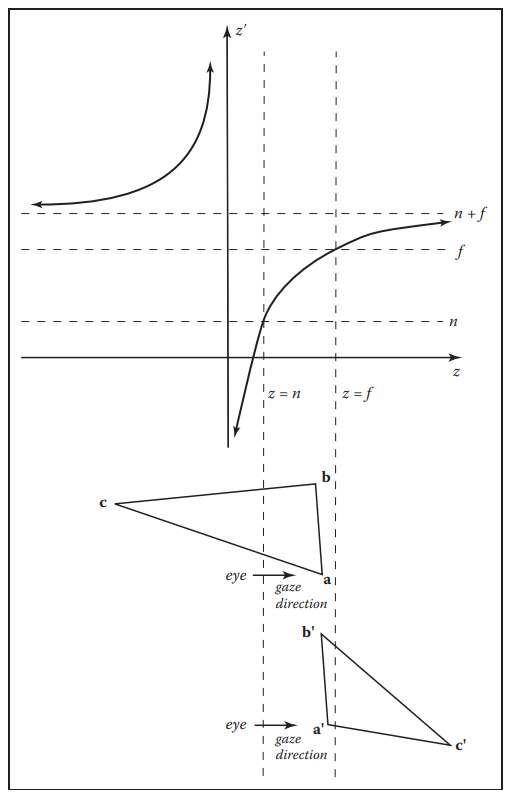 z'
n + f
f
n
z
z = n
z = f
b
c
eye
a
gaze
direction
b'
eye
a'
gaze
direction
c'